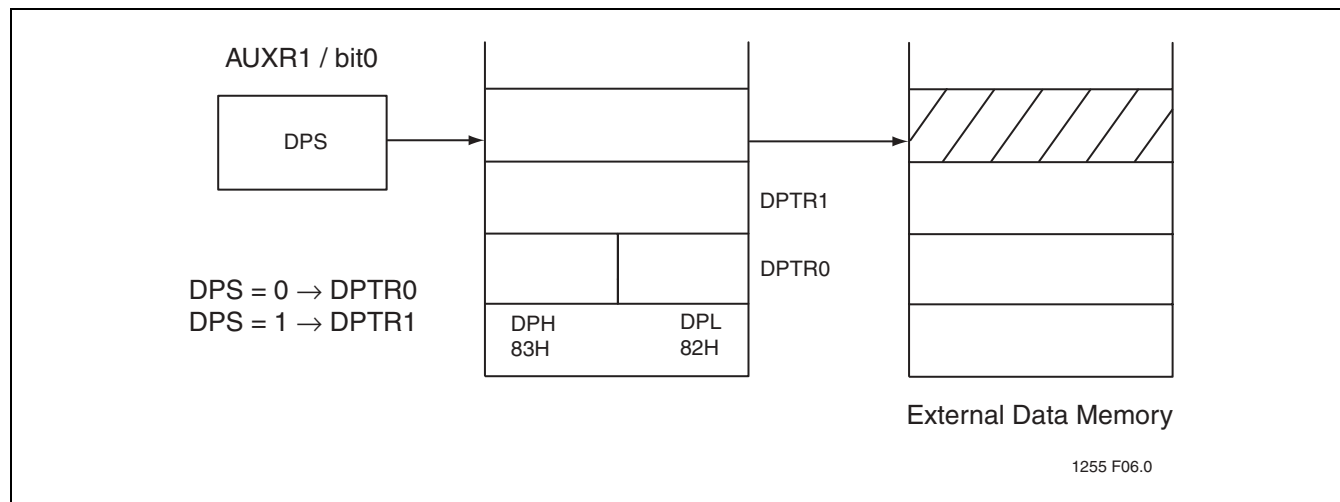 AUXR1 / bit0
DPS
DPTR1
DPTR0
DPS = 0 → DPTR0
DPS = 1 → DPTR1
DPH DPL
83H 82H
External Data Memory
1255 F06.0